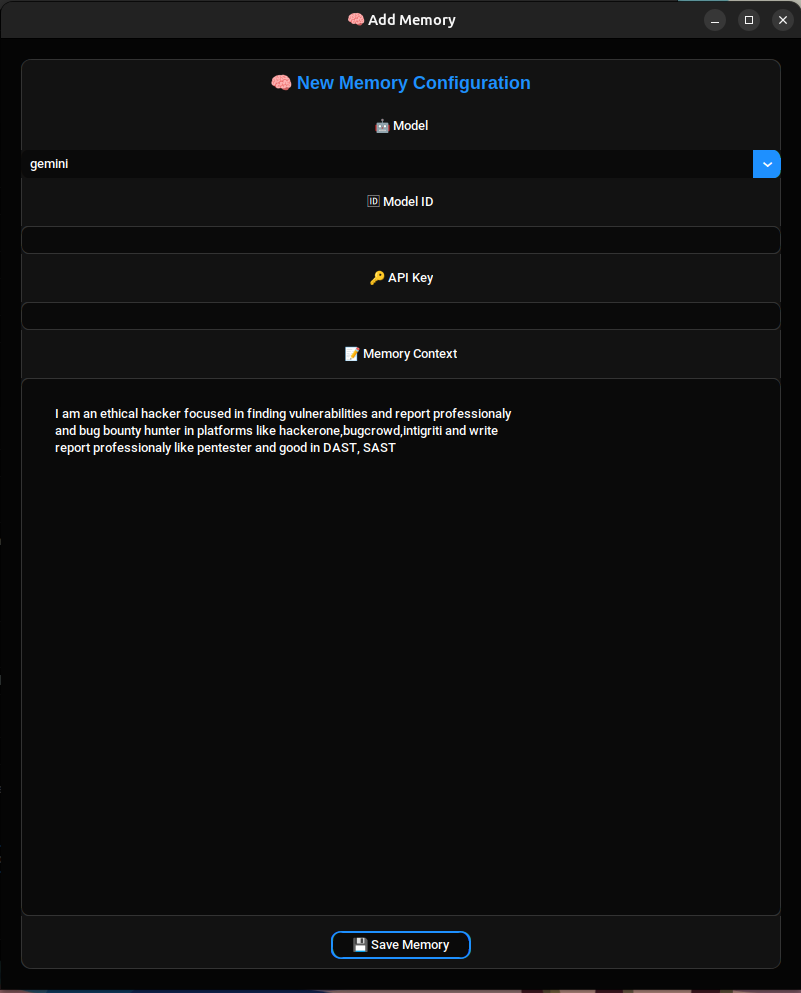 🧠 Add Memory
🧠 New Memory Configuration
🤖 Model
gemini
🆔 Model ID
🔑 API Key
📝 Memory Context
I am an ethical hacker focused in finding vulnerabilities and report professionaly
and bug bounty hunter in platforms like hackerone,bugcrowd,intigriti and write
report professionaly like pentester and good in DAST, SAST
💾 Save Memory